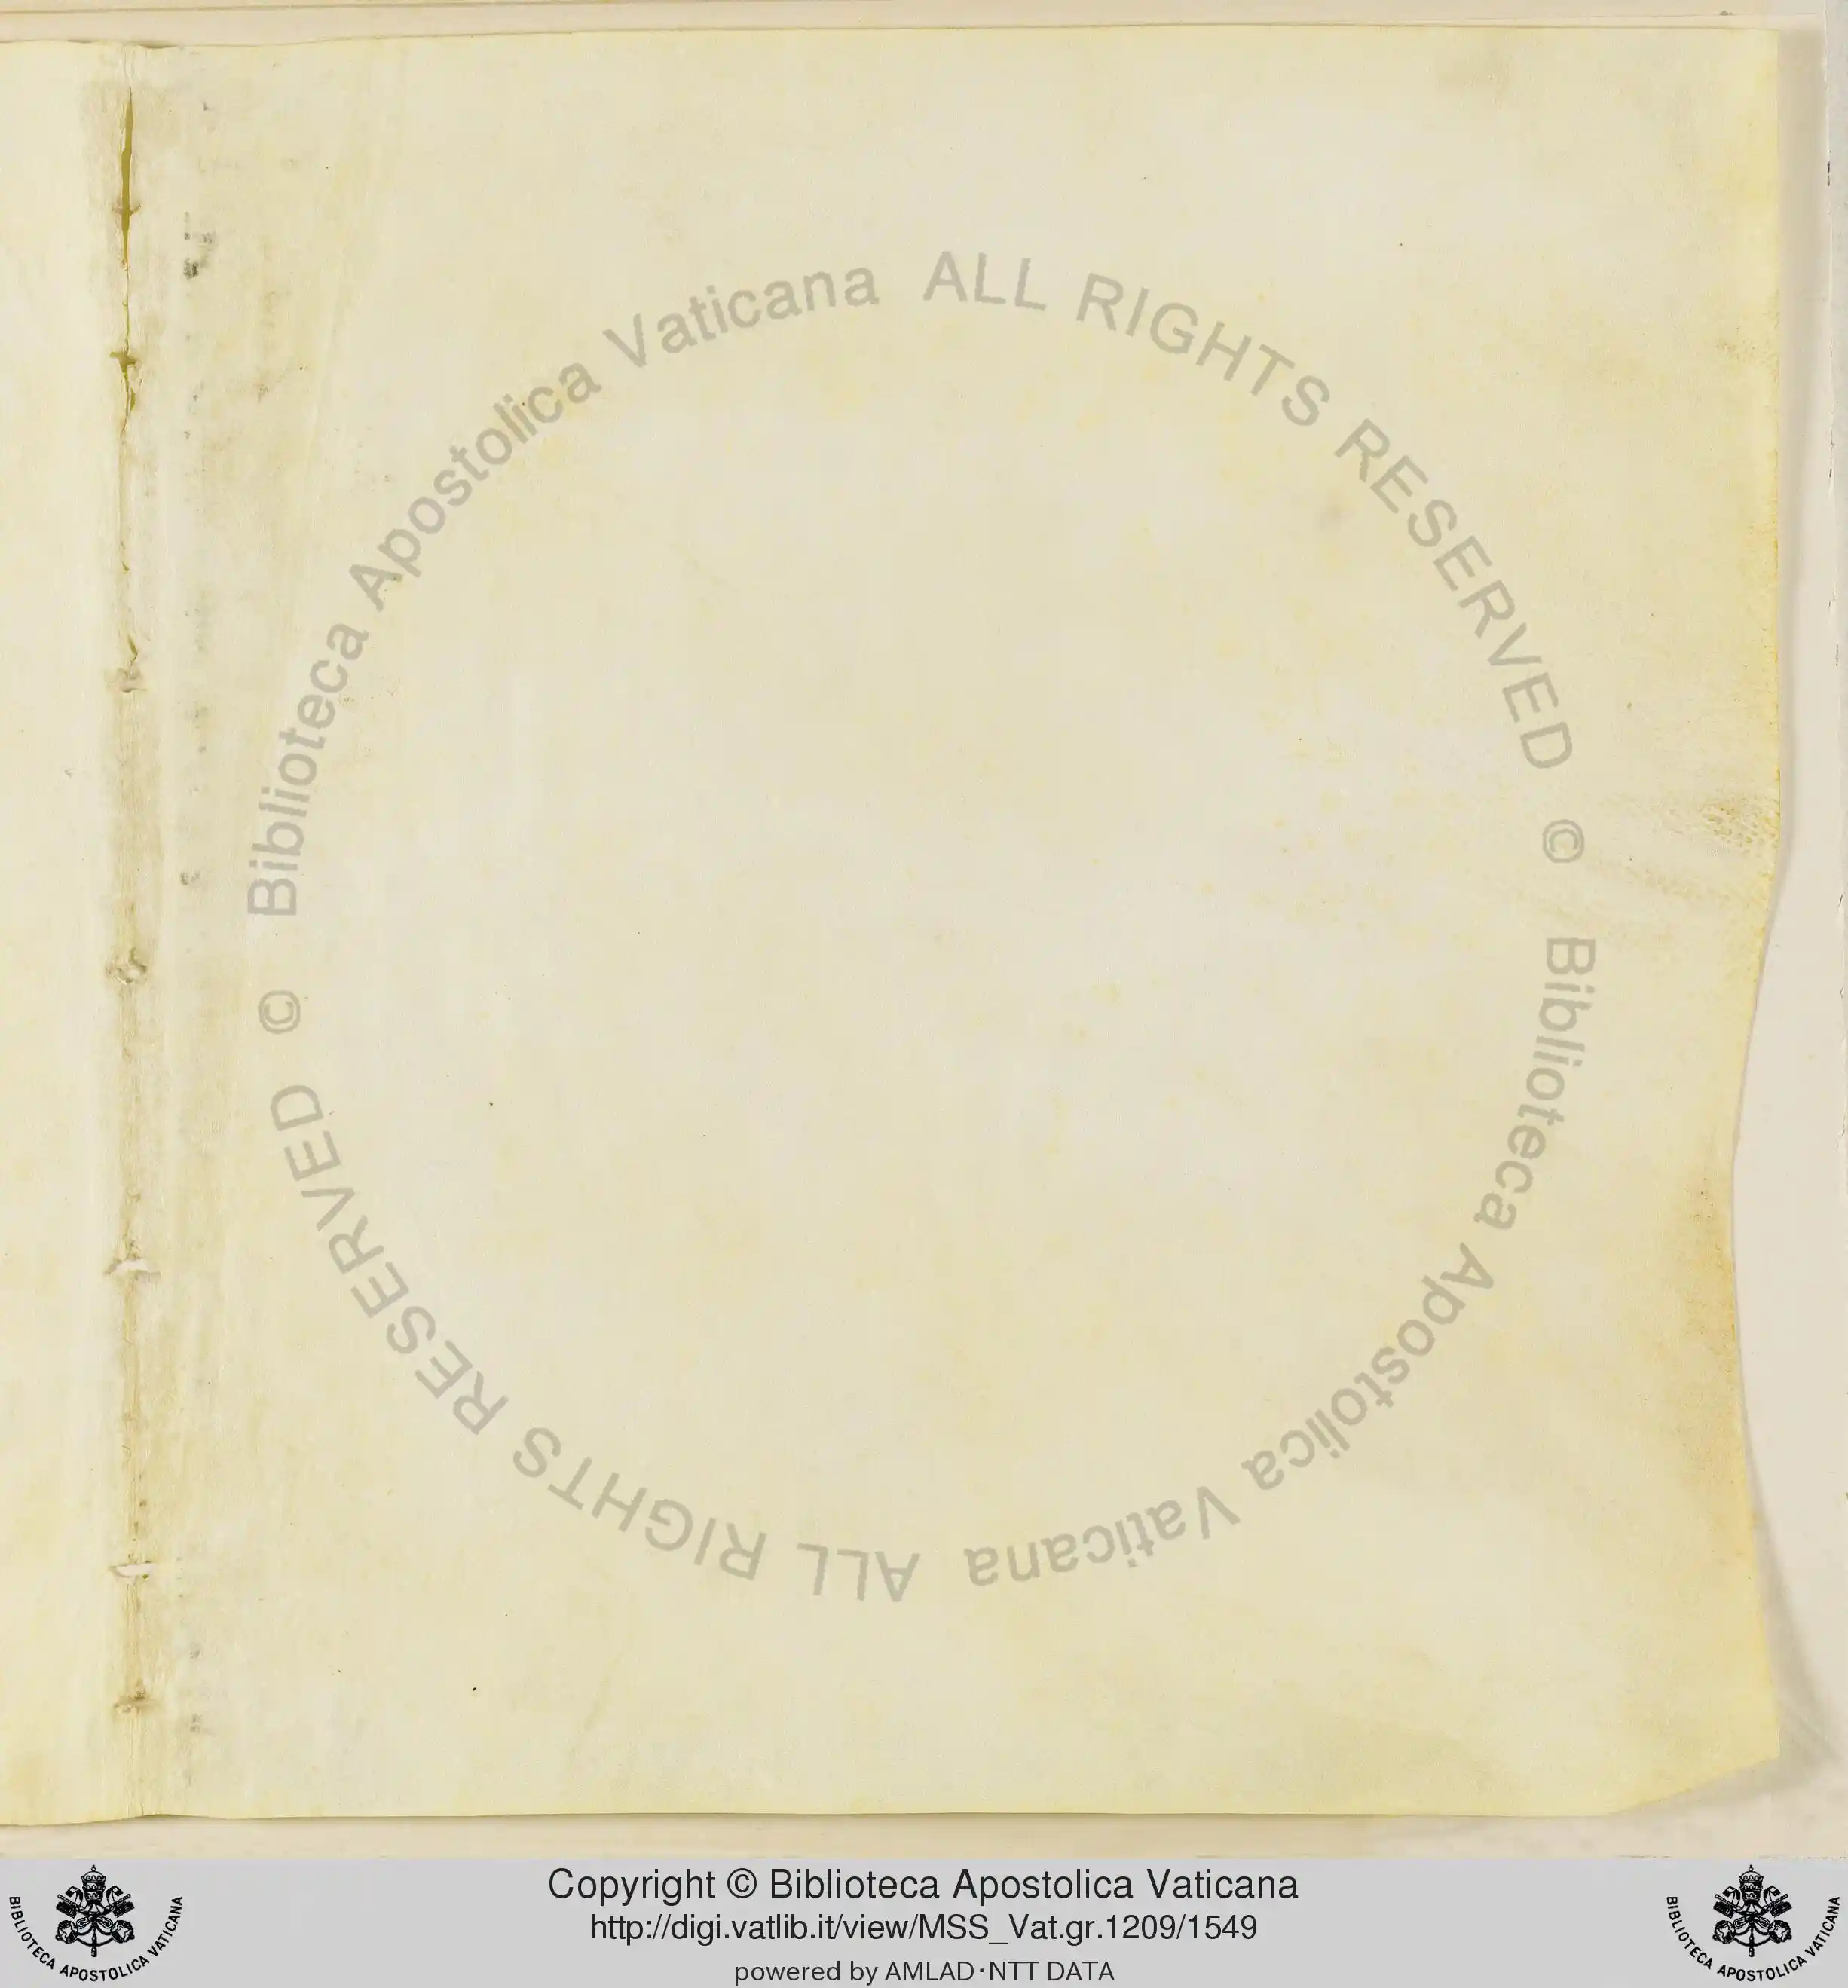 © Biblioteca Apostolica Vaticana ALL RIGHTS RESERVED © Biblioteca Apostolica Vaticana ALL RIGHTS RESERVED
Copyright © Biblioteca Apostolica Vaticana
http://digi.vatlib.it/view/MSS_Vat.gr.1209/1549
powered by AMLAD·NTT DATA
BIBLIOTECA APOSTOLICA VATICANA
BIBLIOTECA APOSTOLICA VATICANA